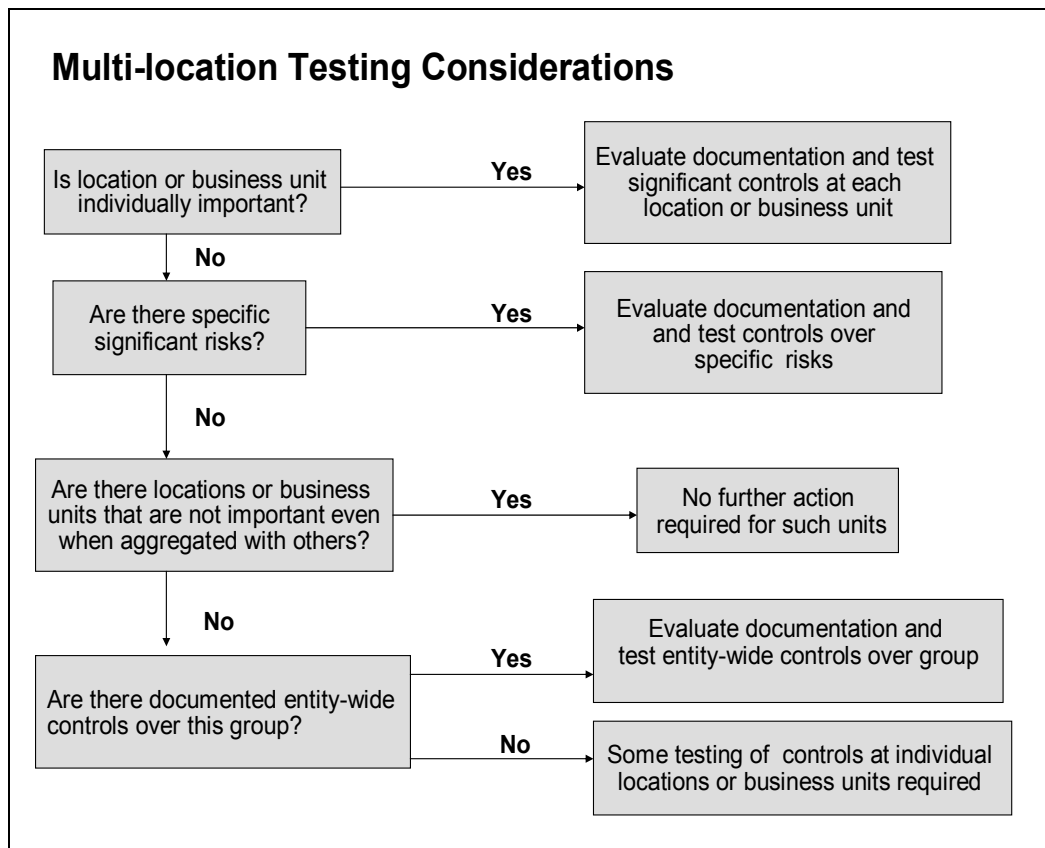 Multi-location Testing Considerations
Is location or business unit
individually important?
Yes
Evaluate documentation and test
significant controls at each
location or business unit
No
Are there specific
significant risks?
Yes
Evaluate documentation and
and test controls over
specific risks
No
Are there locations or business
units that are not important even
when aggregated with others?
Yes
No further action
required for such units
No
Are there documented entity-wide
controls over this group?
Yes
Evaluate documentation and
test entity-wide controls over group
No
Some testing of controls at individual
locations or business units required